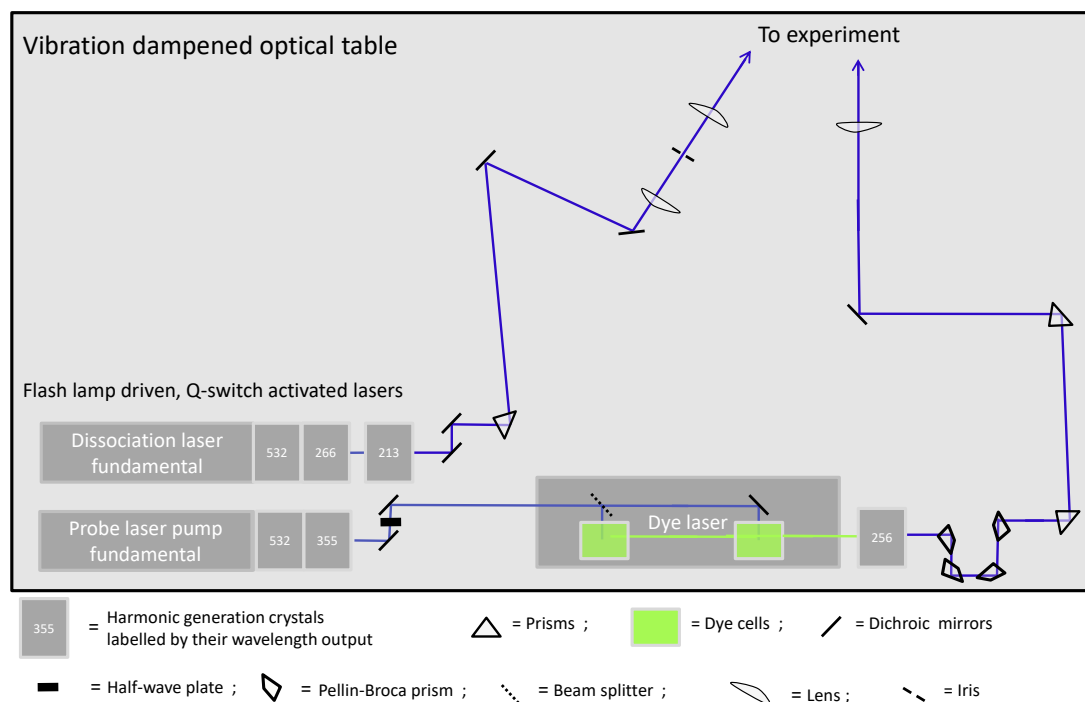 Vibration dampened optical table
To experiment
Flash lamp driven, Q-switch activated lasers
Dissociation laser
fundamental
532
266
213
Probe laser pump
fundamental
532
355
Dye laser
256
355
= Harmonic generation crystals
labelled by their wavelength output
= Prisms ;
= Dye cells ;
= Dichroic mirrors
= Half-wave plate ;
= Pellin-Broca prism ;
= Beam splitter ;
= Lens ;
= Iris